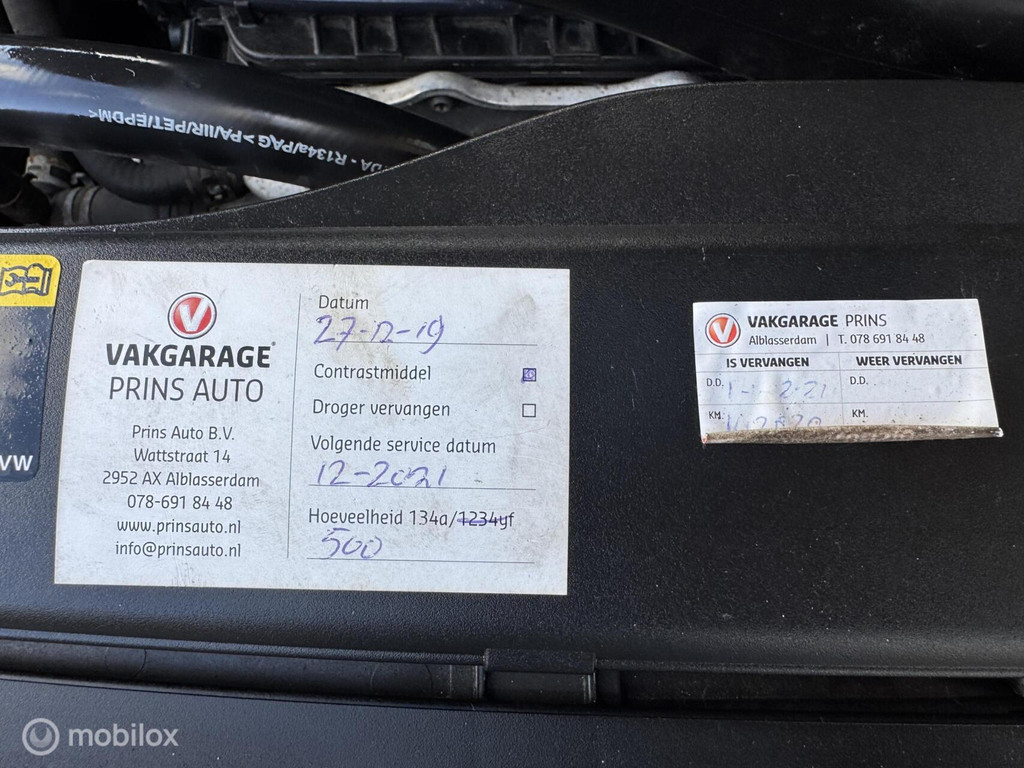 DA - R134a/PAG >PA/IIR/PET/EPDM<
VW
V
VAKGARAGE
PRINS AUTO
Prins Auto B.V.
Wattstraat 14
2952 AX Alblasserdam
078-691 84 48
www.prinsauto.nl
info@prinsauto.nl
Datum
27-12-19
Contrastmiddel
Droger vervangen
Volgende service datum
12-2021
Hoeveelheid 134a/1234yf
500
V
VAKGARAGE PRINS
Alblasserdam | T. 078 691 84 48
IS VERVANGEN
WEER VERVANGEN
D.D.
D.D.
KM.
KM.
mobilox